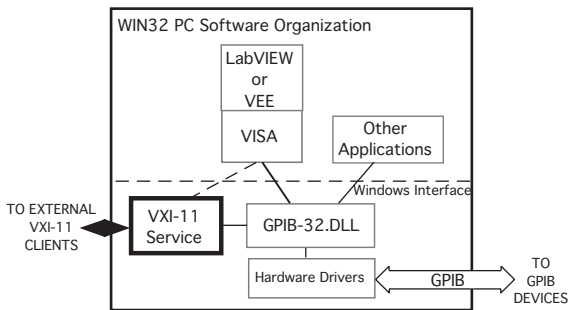 WIN32 PC Software Organization
LabVIEW
or
VEE
VISA
Other
Applications
Windows Interface
TO EXTERNAL
VXI-11
CLIENTS
VXI-11
Service
GPIB-32.DLL
Hardware Drivers
GPIB
TO
GPIB
DEVICES